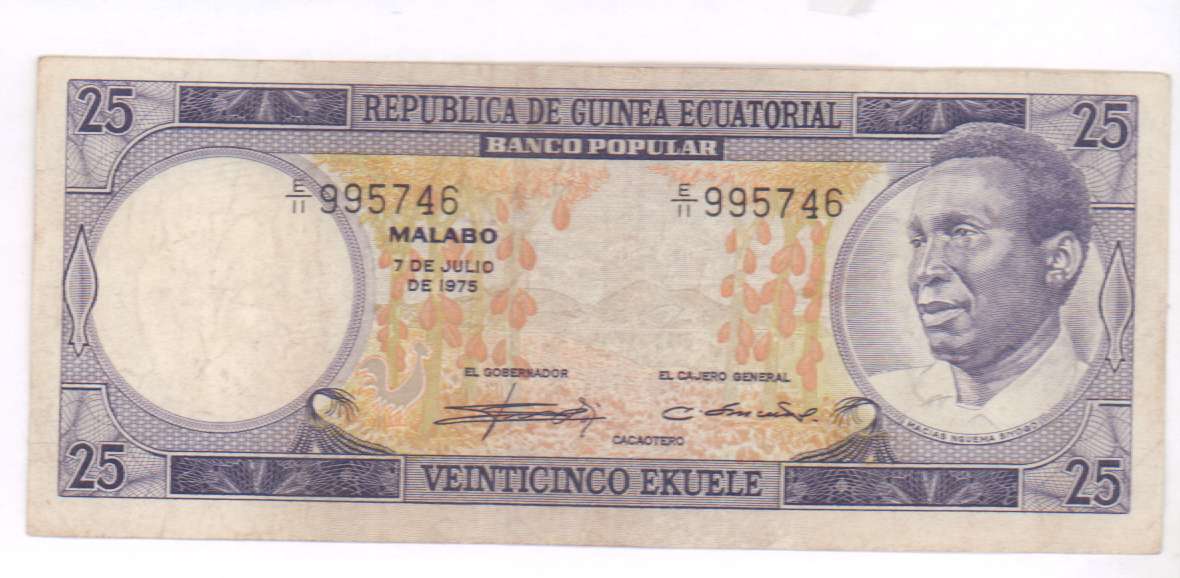 25 REPUBLICA DE GUINEA ECUATORIAL 25
BANCO POPULAR
E/11 995746 E/11 995746
MALABO
7 DE JULIO
DE 1975
EL GOBERNADOR EL CAJERO GENERAL
MACIAS NGUEMA BIYOGO
CACAOTERO
25 VEINTICINCO EKUELE 25